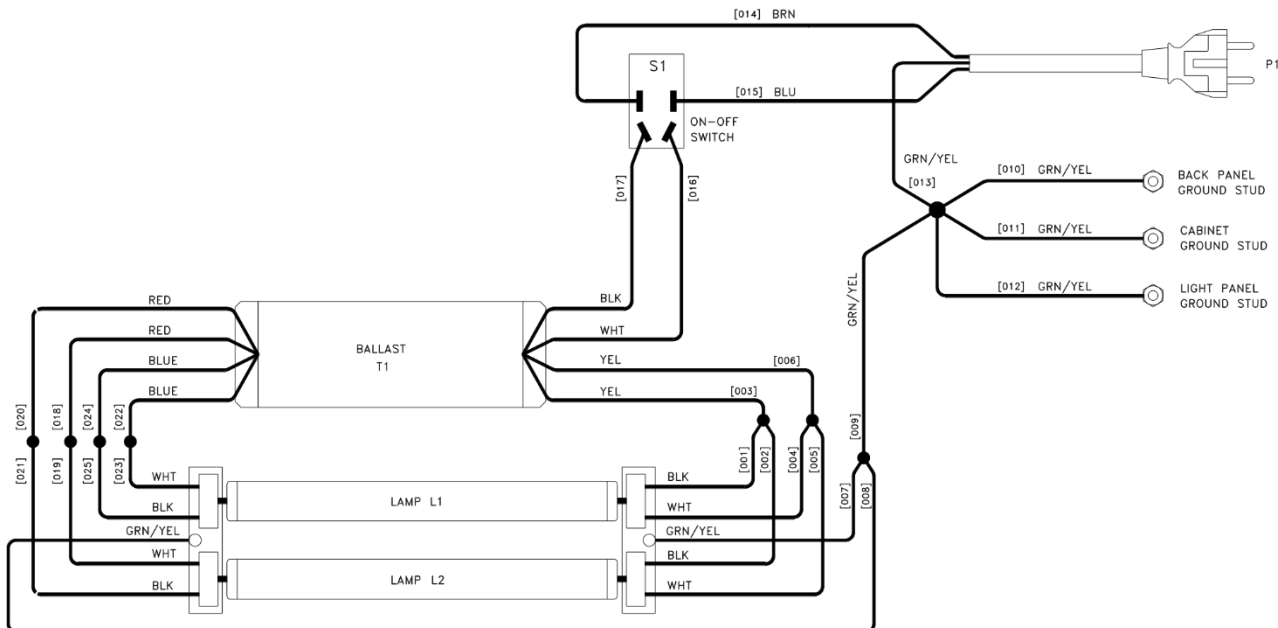 [014] BRN
S1
P1
[015] BLU
ON-OFF
SWITCH
GRN/YEL
[013]
[010] GRN/YEL
BACK PANEL
GROUND STUD
[017]
[016]
[011] GRN/YEL
CABINET
GROUND STUD
[012] GRN/YEL
LIGHT PANEL
GROUND STUD
GRN/YEL
RED
BLK
RED
WHT
BALLAST
T1
BLUE
YEL
[006]
BLUE
YEL
[003]
[020]
[018]
[024]
[022]
[009]
[021]
[019]
[025]
[023]
[001]
[002]
[004]
[005]
[007]
[008]
WHT
BLK
LAMP L1
BLK
WHT
GRN/YEL
GRN/YEL
WHT
BLK
LAMP L2
BLK
WHT